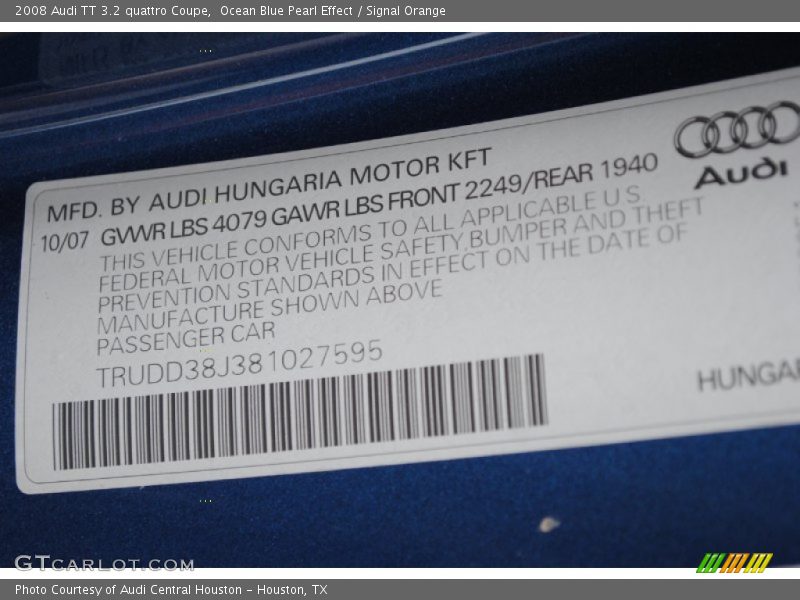 2008 Audi TT 3.2 quattro Coupe,  Ocean Blue Pearl Effect / Signal Orange
MFD. BY AUDI HUNGARIA MOTOR KFT
10/07 GVWR LBS 4079 GAWR LBS FRONT 2249/REAR 1940
THIS VEHICLE CONFORMS TO ALL APPLICABLE U S
FEDERAL MOTOR VEHICLE SAFETY,BUMPER AND THEFT
PREVENTION STANDARDS IN EFFECT ON THE DATE OF
MANUFACTURE SHOWN ABOVE
PASSENGER CAR
TRUDD38J381027595
Audi
HUNGAR
GTCARLOT.COM
Photo Courtesy of Audi Central Houston - Houston, TX